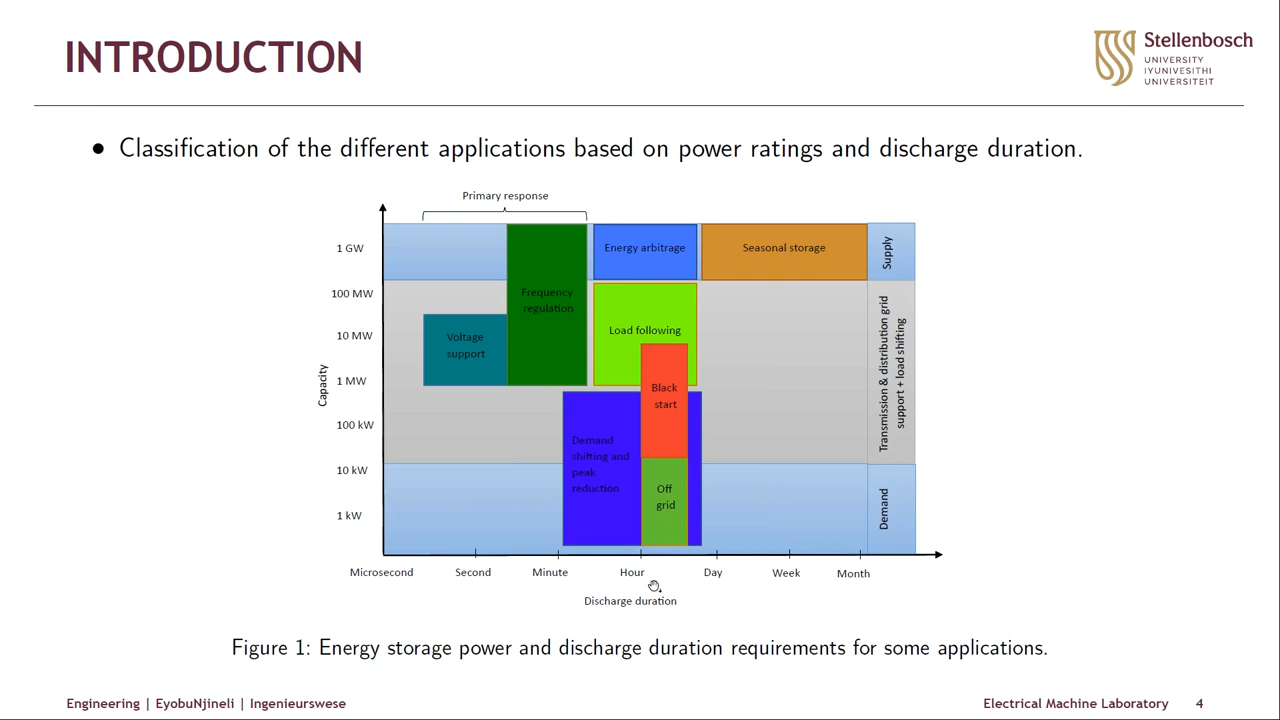 INTRODUCTION
Stellenbosch
UNIVERSITY
IYUNIVESITHI
UNIVERSITEIT
● Classification of the different applications based on power ratings and discharge duration.
Primary response
1 GW
100 MW
10 MW
1 MW
100 kW
10 kW
1 kW
Capacity
Energy arbitrage
Seasonal storage
Frequency
regulation
Voltage
support
Load following
Black
start
Demand
shifting and
peak
reduction
Off
grid
Supply
Transmission & distribution grid
support + load shifting
Demand
Microsecond
Second
Minute
Hour
Day
Week
Month
Discharge duration
Figure 1: Energy storage power and discharge duration requirements for some applications.
Engineering | EyobuNjineli | Ingenieurswese
Electrical Machine Laboratory 4